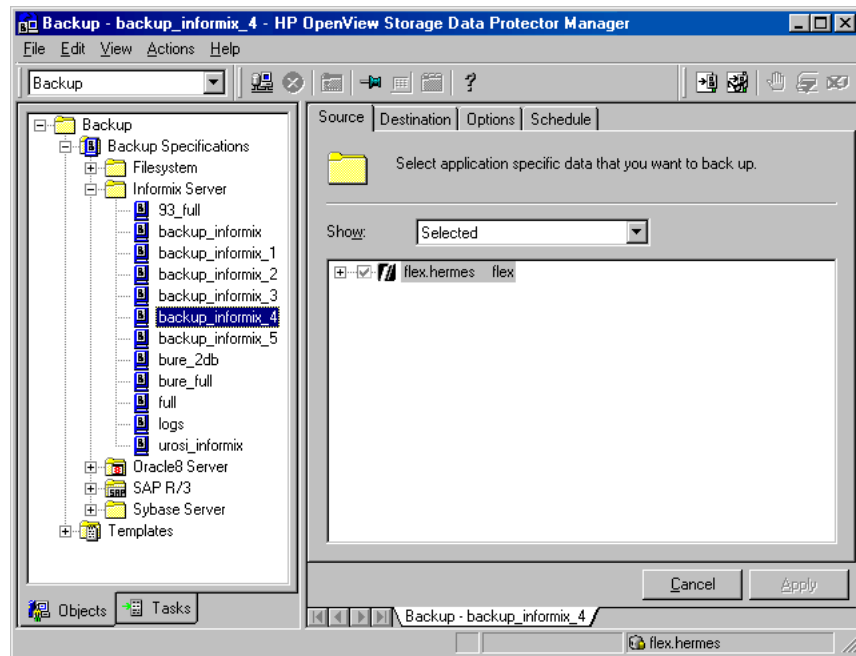 Backup - backup_informix_4 - HP OpenView Storage Data Protector Manager
File Edit View Actions Help
Backup
Backup
Backup Specifications
Filesystem
Informix Server
93_full
backup_informix
backup_informix_1
backup_informix_2
backup_informix_3
backup_informix_4
backup_informix_5
bure_2db
bure_full
full
logs
urosi_informix
Oracle8 Server
SAP R/3
Sybase Server
Templates
Objects Tasks
Source Destination Options Schedule
Select application specific data that you want to back up.
Show: Selected
flex.hermes flex
Cancel Apply
Backup - backup_informix_4
flex.hermes